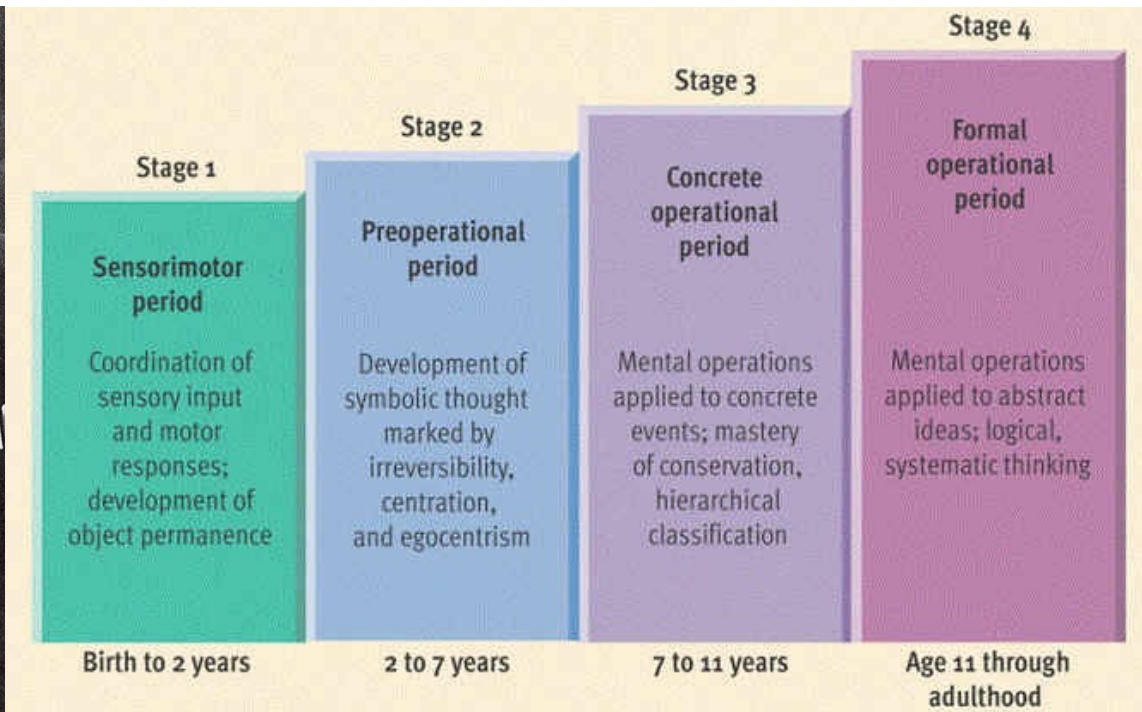 Stage 1
Sensorimotor
period
Coordination of
sensory input
and motor
responses;
development of
object permanence
Birth to 2 years
Stage 2
Preoperational
period
Development of
symbolic thought
marked by
irreversibility,
centration,
and egocentrism
2 to 7 years
Stage 3
Concrete
operational
period
Mental operations
applied to concrete
events; mastery
of conservation,
hierarchical
classification
7 to 11 years
Stage 4
Formal
operational
period
Mental operations
applied to abstract
ideas; logical,
systematic thinking
Age 11 through
adulthood